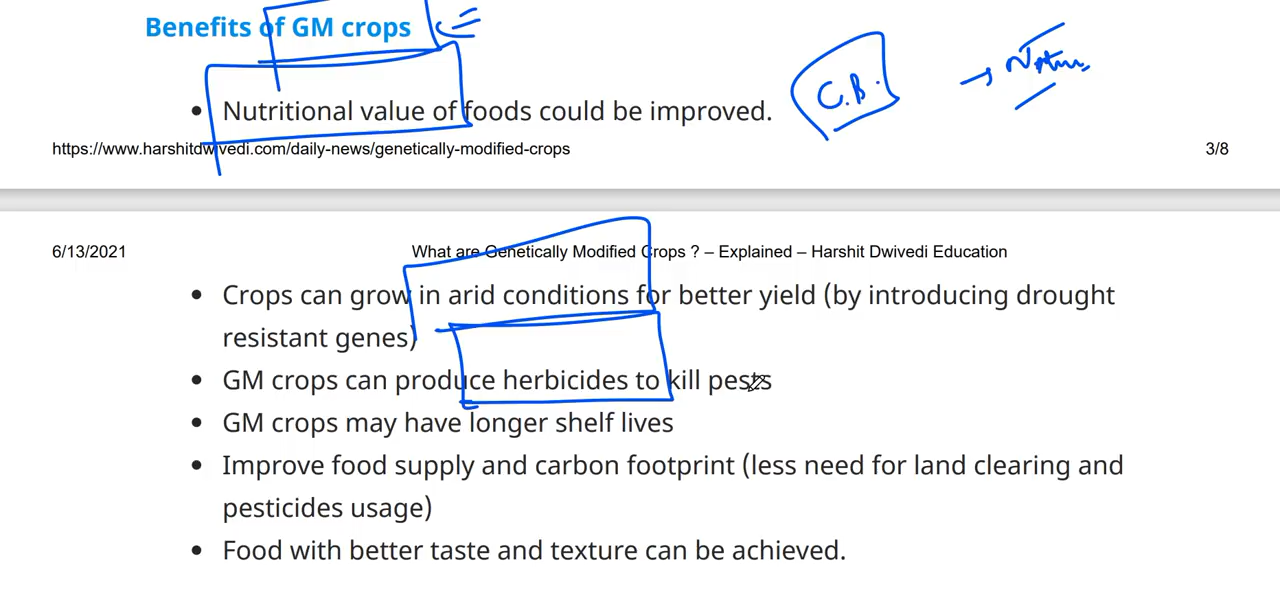 Benefits of GM crops
• Nutritional value of foods could be improved.
C.B.
https://www.harshitdwivedi.com/daily-news/genetically-modified-crops 3/8
6/13/2021 What are Genetically Modified Crops ? – Explained – Harshit Dwivedi Education
• Crops can grow in arid conditions for better yield (by introducing drought
resistant genes)
• GM crops can produce herbicides to kill pests
• GM crops may have longer shelf lives
• Improve food supply and carbon footprint (less need for land clearing and
pesticides usage)
• Food with better taste and texture can be achieved.